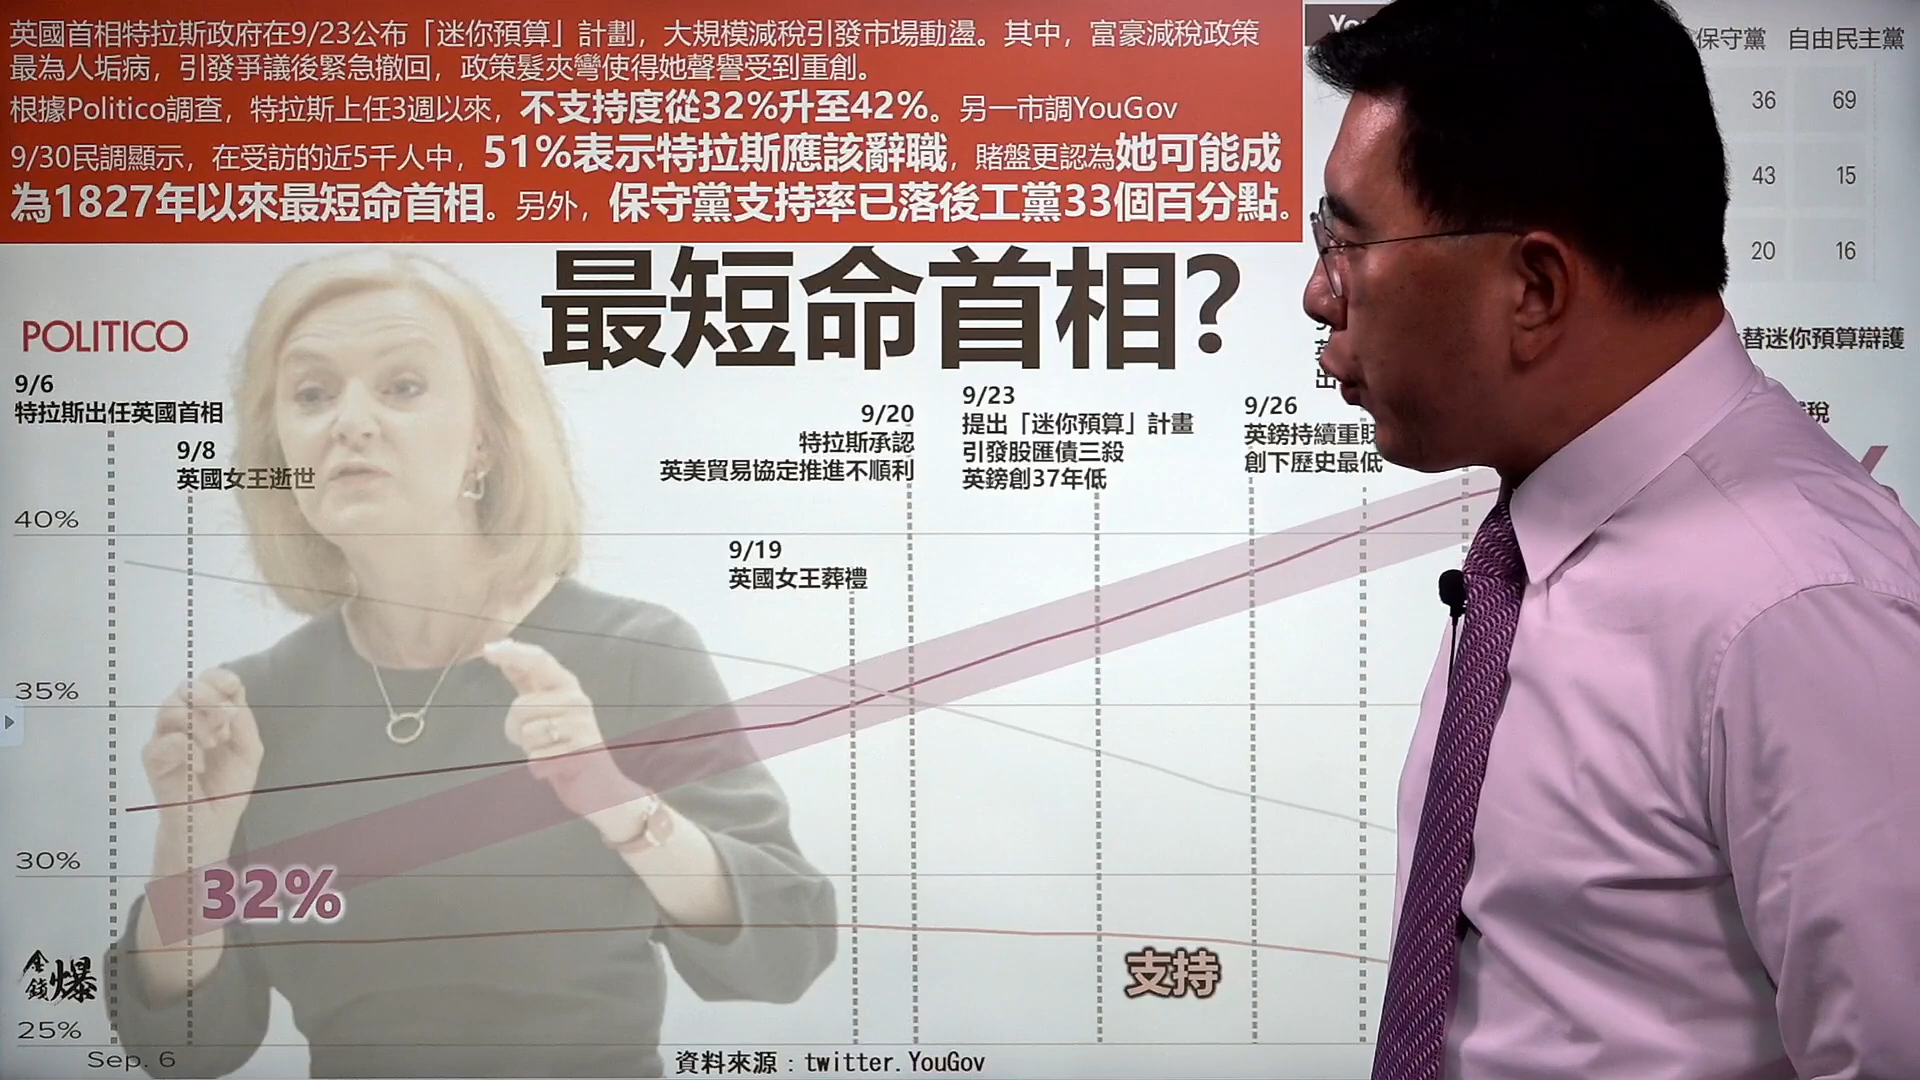 英國首相特拉斯政府在9/23公布「迷你預算」計劃，大規模減稅引發市場動盪。其中，富豪減稅政策
最為人垢病，引發爭議後緊急撤回，政策髮夾彎使得她聲譽受到重創。
根據Politico調查，特拉斯上任3週以來，不支持度從32%升至42%。另一市調YouGov
9/30民調顯示，在受訪的近5千人中，51%表示特拉斯應該辭職，賭盤更認為她可能成
為1827年以來最短命首相。另外，保守黨支持率已落後工黨33個百分點。
保守黨 自由民主黨
36 69
43 15
20 16
最短命首相?
POLITICO
替迷你預算辯護
9/6
特拉斯出任英國首相
9/8
英國女王逝世
9/19
英國女王葬禮
9/20
特拉斯承認
英美貿易協定推進不順利
9/23
提出「迷你預算」計畫
引發股匯債三殺
英鎊創37年低
9/26
英鎊持續重貶
創下歷史最低
稅
40%
35%
30%
25%
32%
支持
金錢爆
Sep. 6
資料來源：twitter.YouGov